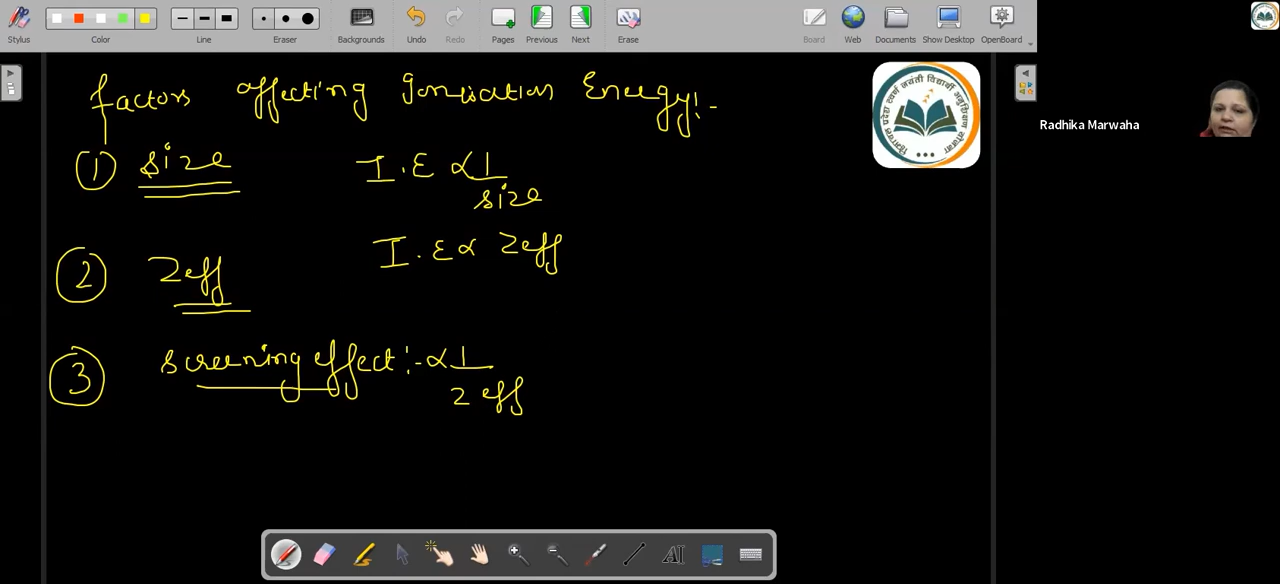 Stylus Color Line Eraser Backgrounds Undo Redo Pages Previous Next Erase Board Web Documents Show Desktop OpenBoard
factors affecting Ionisation Energy:-
① size I.E ∝ 1/size
② Zeff I.E ∝ Zeff
③ screening effect:- ∝ 1/Zeff
Radhika Marwaha